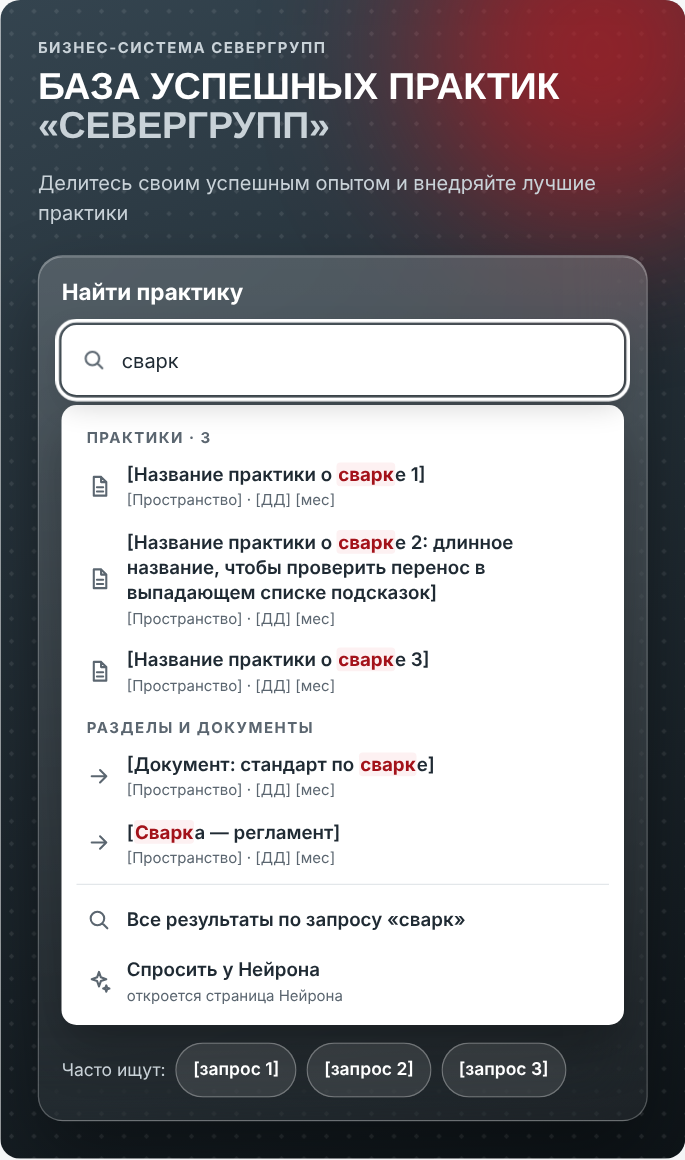 БИЗНЕС-СИСТЕМА СЕВЕРГРУПП
БАЗА УСПЕШНЫХ ПРАКТИК
«СЕВЕРГРУПП»
Делитесь своим успешным опытом и внедряйте лучшие
практики
Найти практику
сварк
ПРАКТИКИ · 3
[Название практики о сварке 1]
[Пространство] · [ДД] [мес]
[Название практики о сварке 2: длинное
название, чтобы проверить перенос в
выпадающем списке подсказок]
[Пространство] · [ДД] [мес]
[Название практики о сварке 3]
[Пространство] · [ДД] [мес]
РАЗДЕЛЫ И ДОКУМЕНТЫ
[Документ: стандарт по сварке]
[Пространство] · [ДД] [мес]
[Сварка — регламент]
[Пространство] · [ДД] [мес]
Все результаты по запросу «сварк»
Спросить у Нейрона
откроется страница Нейрона
Часто ищут: [запрос 1] [запрос 2] [запрос 3]